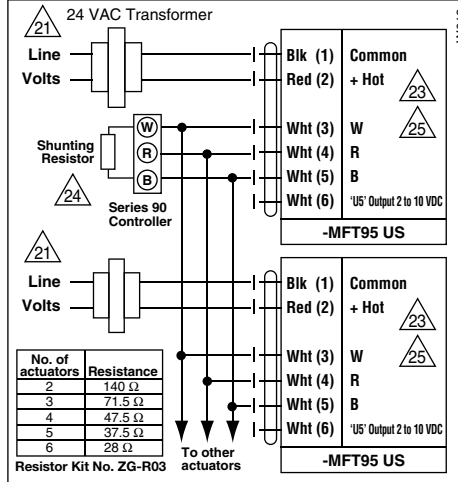 21
24 VAC Transformer
Line
Volts
Blk (1) Common
Red (2) + Hot
23
25
Wht (3) W
Wht (4) R
Wht (5) B
Wht (6) 'U5' Output 2 to 10 VDC
-MFT95 US
Shunting
Resistor
24
W
R
B
Series 90
Controller
21
Line
Volts
Blk (1) Common
Red (2) + Hot
23
25
Wht (3) W
Wht (4) R
Wht (5) B
Wht (6) 'U5' Output 2 to 10 VDC
-MFT95 US
No. of
actuators Resistance
2 140 Ω
3 71.5 Ω
4 47.5 Ω
5 37.5 Ω
6 28 Ω
Resistor Kit No. ZG-R03
To other
actuators